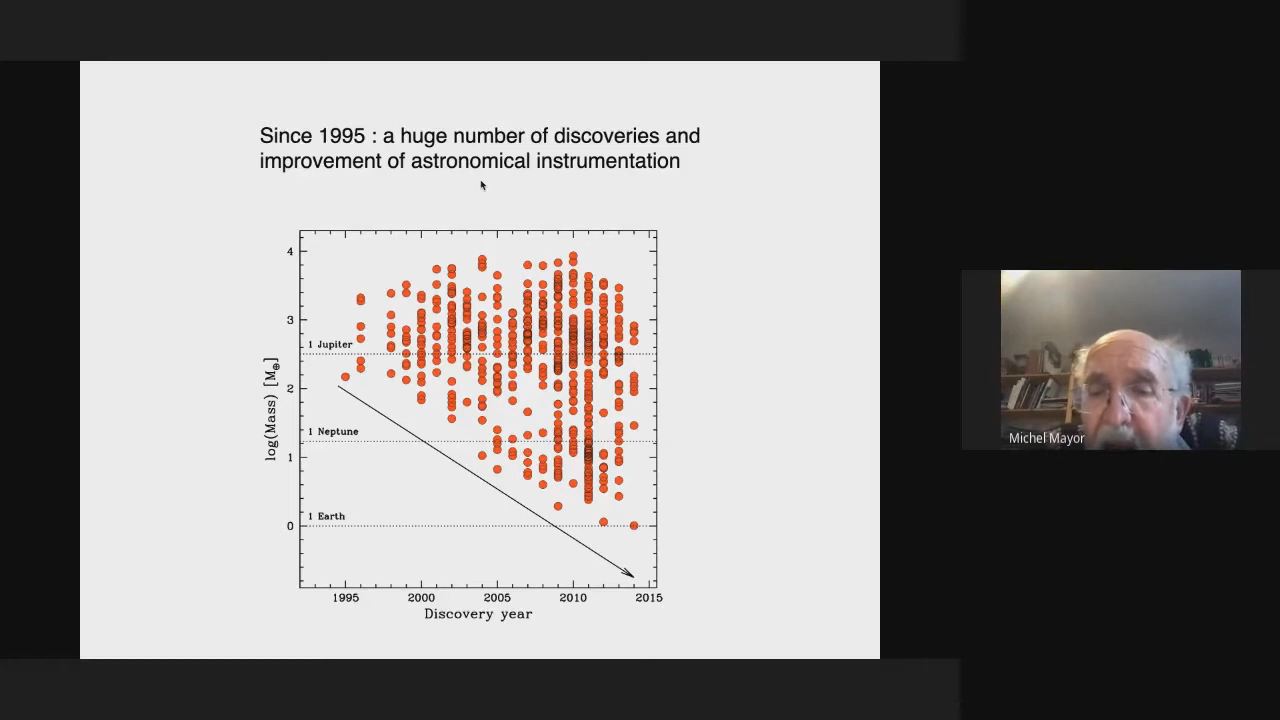 Since 1995 : a huge number of discoveries and
improvement of astronomical instrumentation
4
3
1 Jupiter
2
1 Neptune
1
1 Earth
0
log(Mass) [M⊕]
1995 2000 2005 2010 2015
Discovery year
Michel Mayor